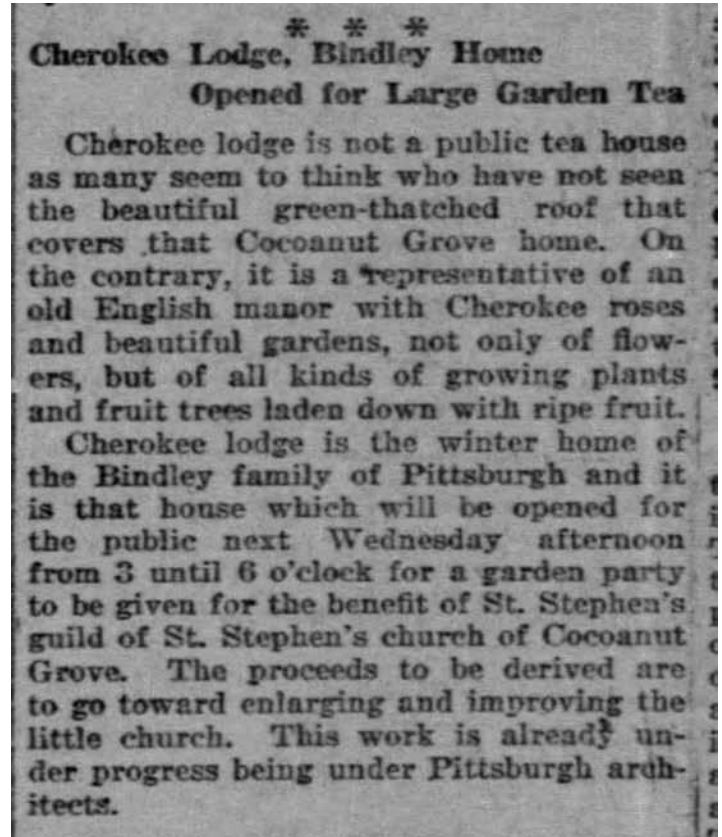 * * *
Cherokee Lodge, Bindley Home
Opened for Large Garden Tea
Cherokee lodge is not a public tea house
as many seem to think who have not seen
the beautiful green-thatched roof that
covers that Cocoanut Grove home. On
the contrary, it is a representative of an
old English manor with Cherokee roses
and beautiful gardens, not only of flow-
ers, but of all kinds of growing plants
and fruit trees laden down with ripe fruit.
Cherokee lodge is the winter home of
the Bindley family of Pittsburgh and it
is that house which will be opened for
the public next Wednesday afternoon
from 3 until 6 o'clock for a garden party
to be given for the benefit of St. Stephen's
guild of St. Stephen's church of Cocoanut
Grove. The proceeds to be derived are
to go toward enlarging and improving the
little church. This work is already un-
der progress being under Pittsburgh arch-
itects.